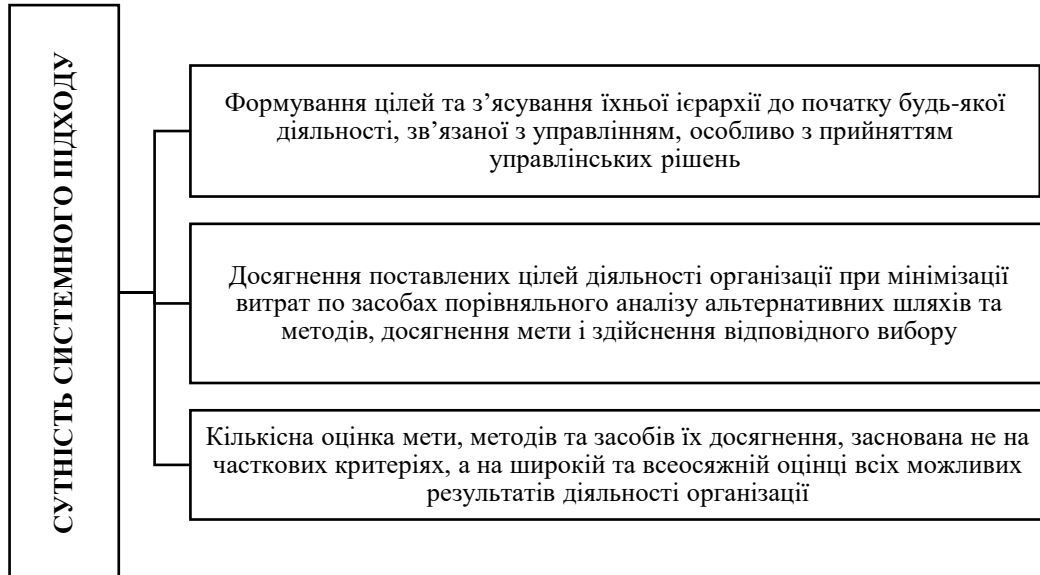 СУТНІСТЬ СИСТЕМНОГО ПІДХОДУ
Формування цілей та з’ясування їхньої ієрархії до початку будь-якої
діяльності, зв’язаної з управлінням, особливо з прийняттям
управлінських рішень
Досягнення поставлених цілей діяльності організації при мінімізації
витрат по засобах порівняльного аналізу альтернативних шляхів та
методів, досягнення мети і здійснення відповідного вибору
Кількісна оцінка мети, методів та засобів їх досягнення, заснована не на
часткових критеріях, а на широкій та всеосяжній оцінці всіх можливих
результатів діяльності організації